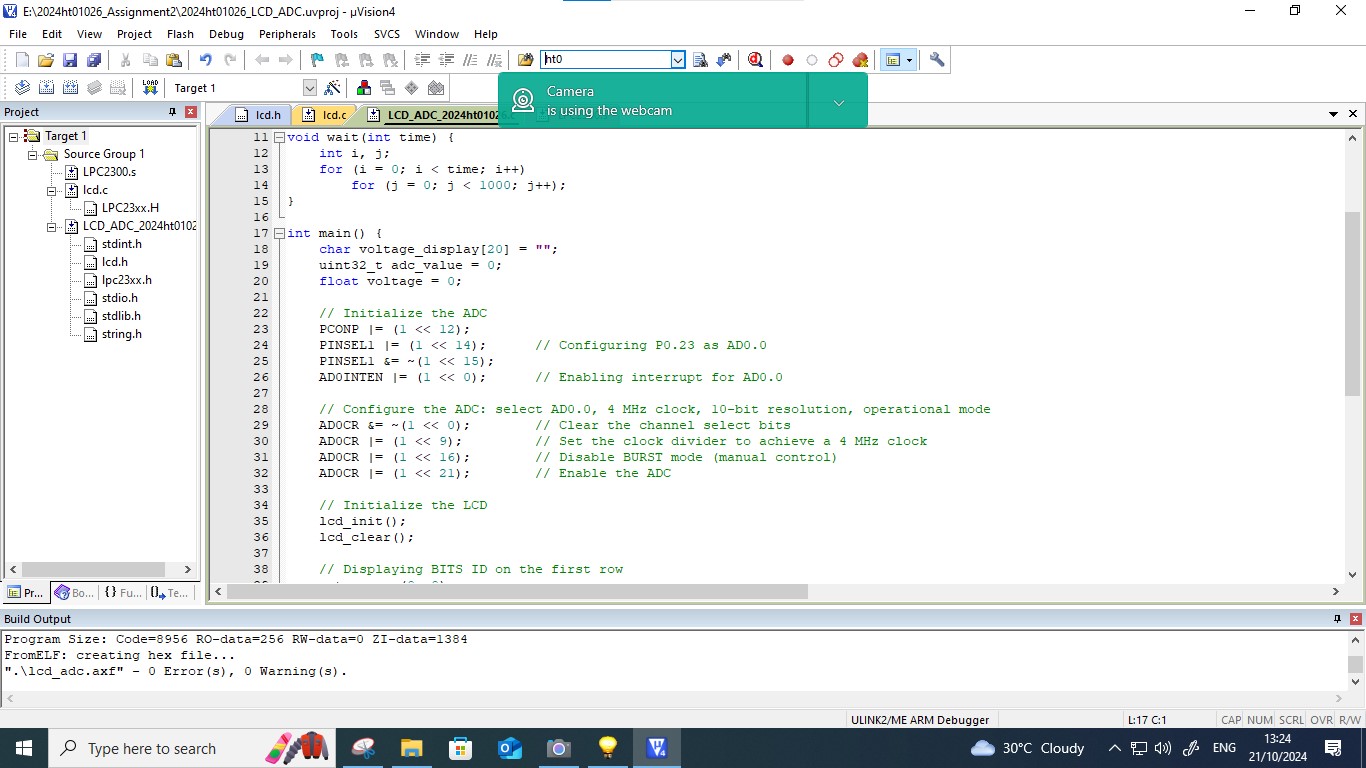 E:\2024ht01026_Assignment2\2024ht01026_LCD_ADC.uvproj - µVision4
File Edit View Project Flash Debug Peripherals Tools SVCS Window Help
ht0
LOAD Target 1
Camera
is using the webcam
Project
lcd.h lcd.c LCD_ADC_2024ht01026.c
Target 1
Source Group 1
LPC2300.s
lcd.c
LPC23xx.H
LCD_ADC_2024ht0102
stdint.h
lcd.h
lpc23xx.h
stdio.h
stdlib.h
string.h
Pr... Bo... {} Fu... Te...
11 void wait(int time) {
12     int i, j;
13     for (i = 0; i < time; i++)
14         for (j = 0; j < 1000; j++);
15 }
16
17 int main() {
18     char voltage_display[20] = "";
19     uint32_t adc_value = 0;
20     float voltage = 0;
21
22     // Initialize the ADC
23     PCONP |= (1 << 12);
24     PINSEL1 |= (1 << 14);      // Configuring P0.23 as AD0.0
25     PINSEL1 &= ~(1 << 15);
26     AD0INTEN |= (1 << 0);      // Enabling interrupt for AD0.0
27
28     // Configure the ADC: select AD0.0, 4 MHz clock, 10-bit resolution, operational mode
29     AD0CR &= ~(1 << 0);        // Clear the channel select bits
30     AD0CR |= (1 << 9);         // Set the clock divider to achieve a 4 MHz clock
31     AD0CR |= (1 << 16);        // Disable BURST mode (manual control)
32     AD0CR |= (1 << 21);        // Enable the ADC
33
34     // Initialize the LCD
35     lcd_init();
36     lcd_clear();
37
38     // Displaying BITS ID on the first row
Build Output
Program Size: Code=8956 RO-data=256 RW-data=0 ZI-data=1384
FromELF: creating hex file...
".\lcd_adc.axf" - 0 Error(s), 0 Warning(s).
ULINK2/ME ARM Debugger L:17 C:1 CAP NUM SCRL OVR R/W
Type here to search
30°C Cloudy
ENG
13:24
21/10/2024